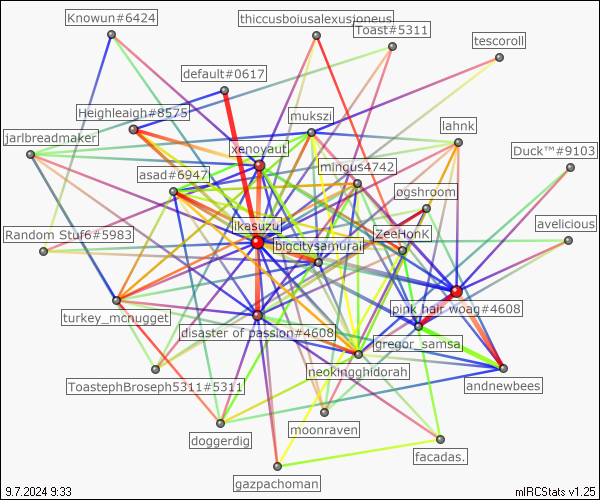 Knowun#6424
thiccusboiusalexusioneus
Toast#5311
tescoroll
default#0617
Heighleaigh#8575
mukszi
jarlbreadmaker
xenoyaut
lahnk
Duck™#9103
asad#6947
mingus4742
ogshroom
Random Stuf6#5983
ikasuzu
ZeeHonK
avelicious
bigcitysamurai
turkey_mcnugget
pink hair woag#4608
disaster of passion#4608
gregor_samsa
neokingghidorah
ToastephBroseph5311#5311
andnewbees
moonraven
doggerdig
facadas.
gazpachoman
9.7.2024 9:33
mIRCStats v1.25